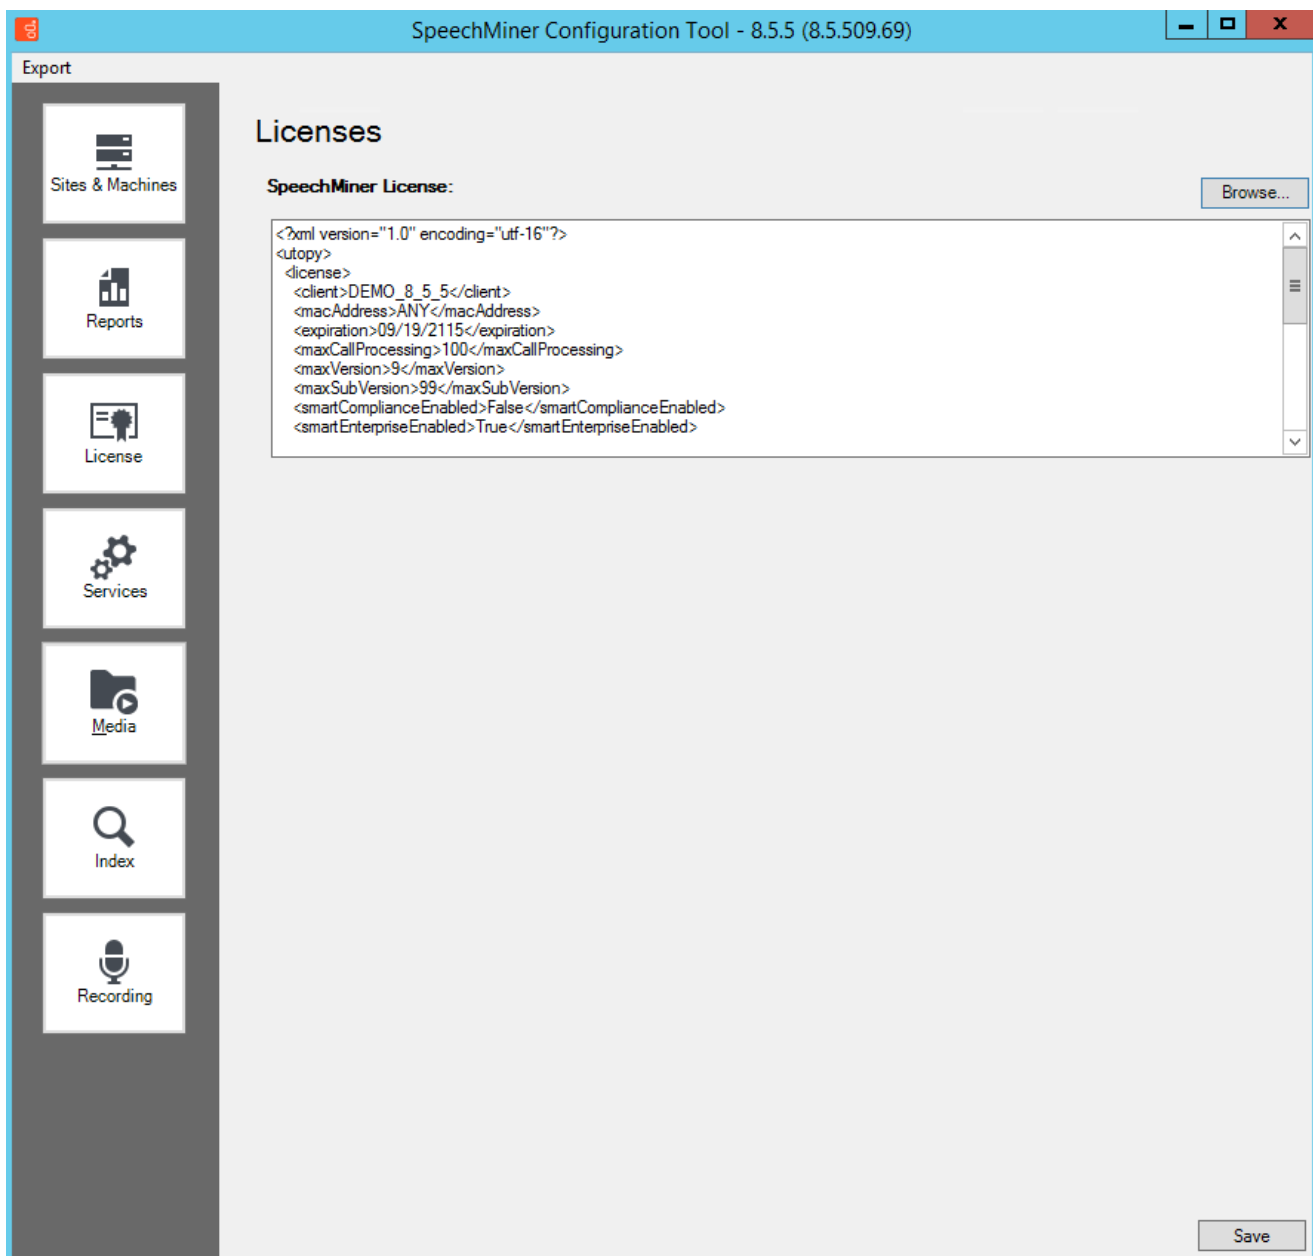 SpeechMiner Configuration Tool - 8.5.5 (8.5.509.69)
Export
Sites & Machines
Reports
License
Services
Media
Index
Recording
Licenses
SpeechMiner License:
Browse...
<?xml version="1.0" encoding="utf-16"?>
<utopy>
<license>
<client>DEMO_8_5_5</client>
<macAddress>ANY</macAddress>
<expiration>09/19/2115</expiration>
<maxCallProcessing>100</maxCallProcessing>
<maxVersion>9</maxVersion>
<maxSubVersion>99</maxSubVersion>
<smartComplianceEnabled>False</smartComplianceEnabled>
<smartEnterpriseEnabled>True</smartEnterpriseEnabled>
Save